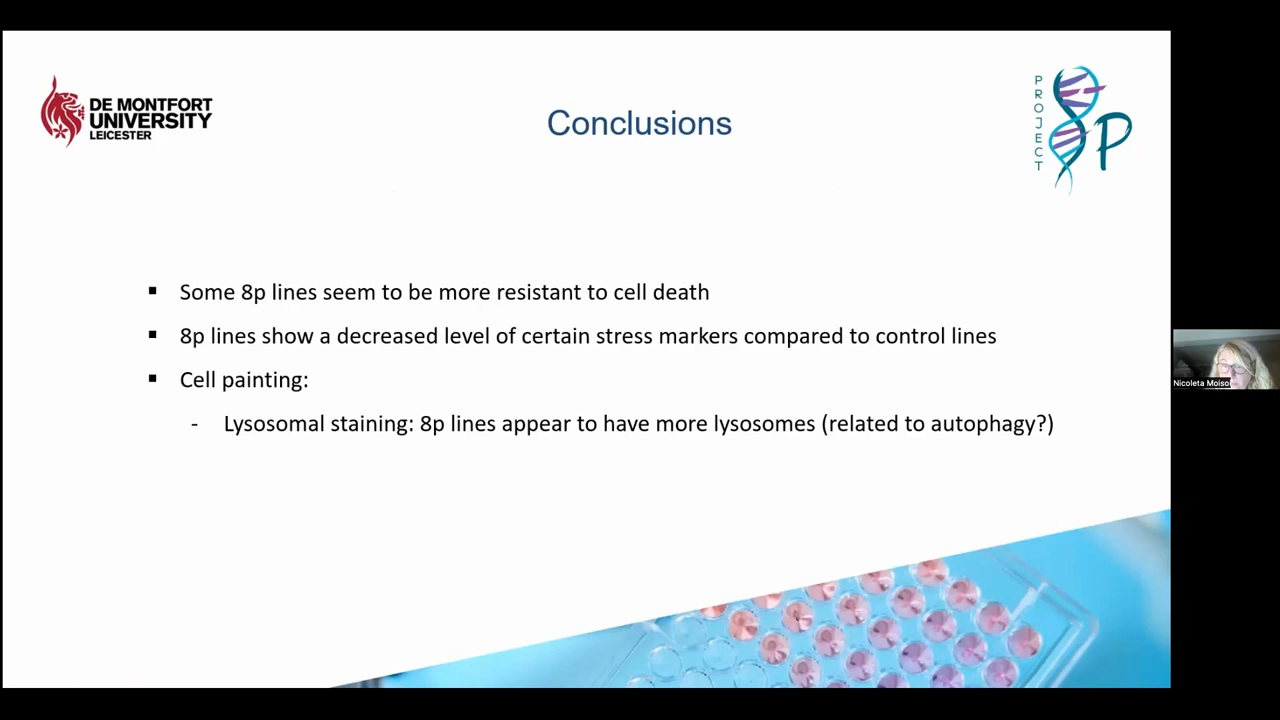 DE MONTFORT
UNIVERSITY
LEICESTER
Conclusions
PROJECT
8P
▪ Some 8p lines seem to be more resistant to cell death
▪ 8p lines show a decreased level of certain stress markers compared to control lines
▪ Cell painting:
- Lysosomal staining: 8p lines appear to have more lysosomes (related to autophagy?)
Nicoleta Moiso